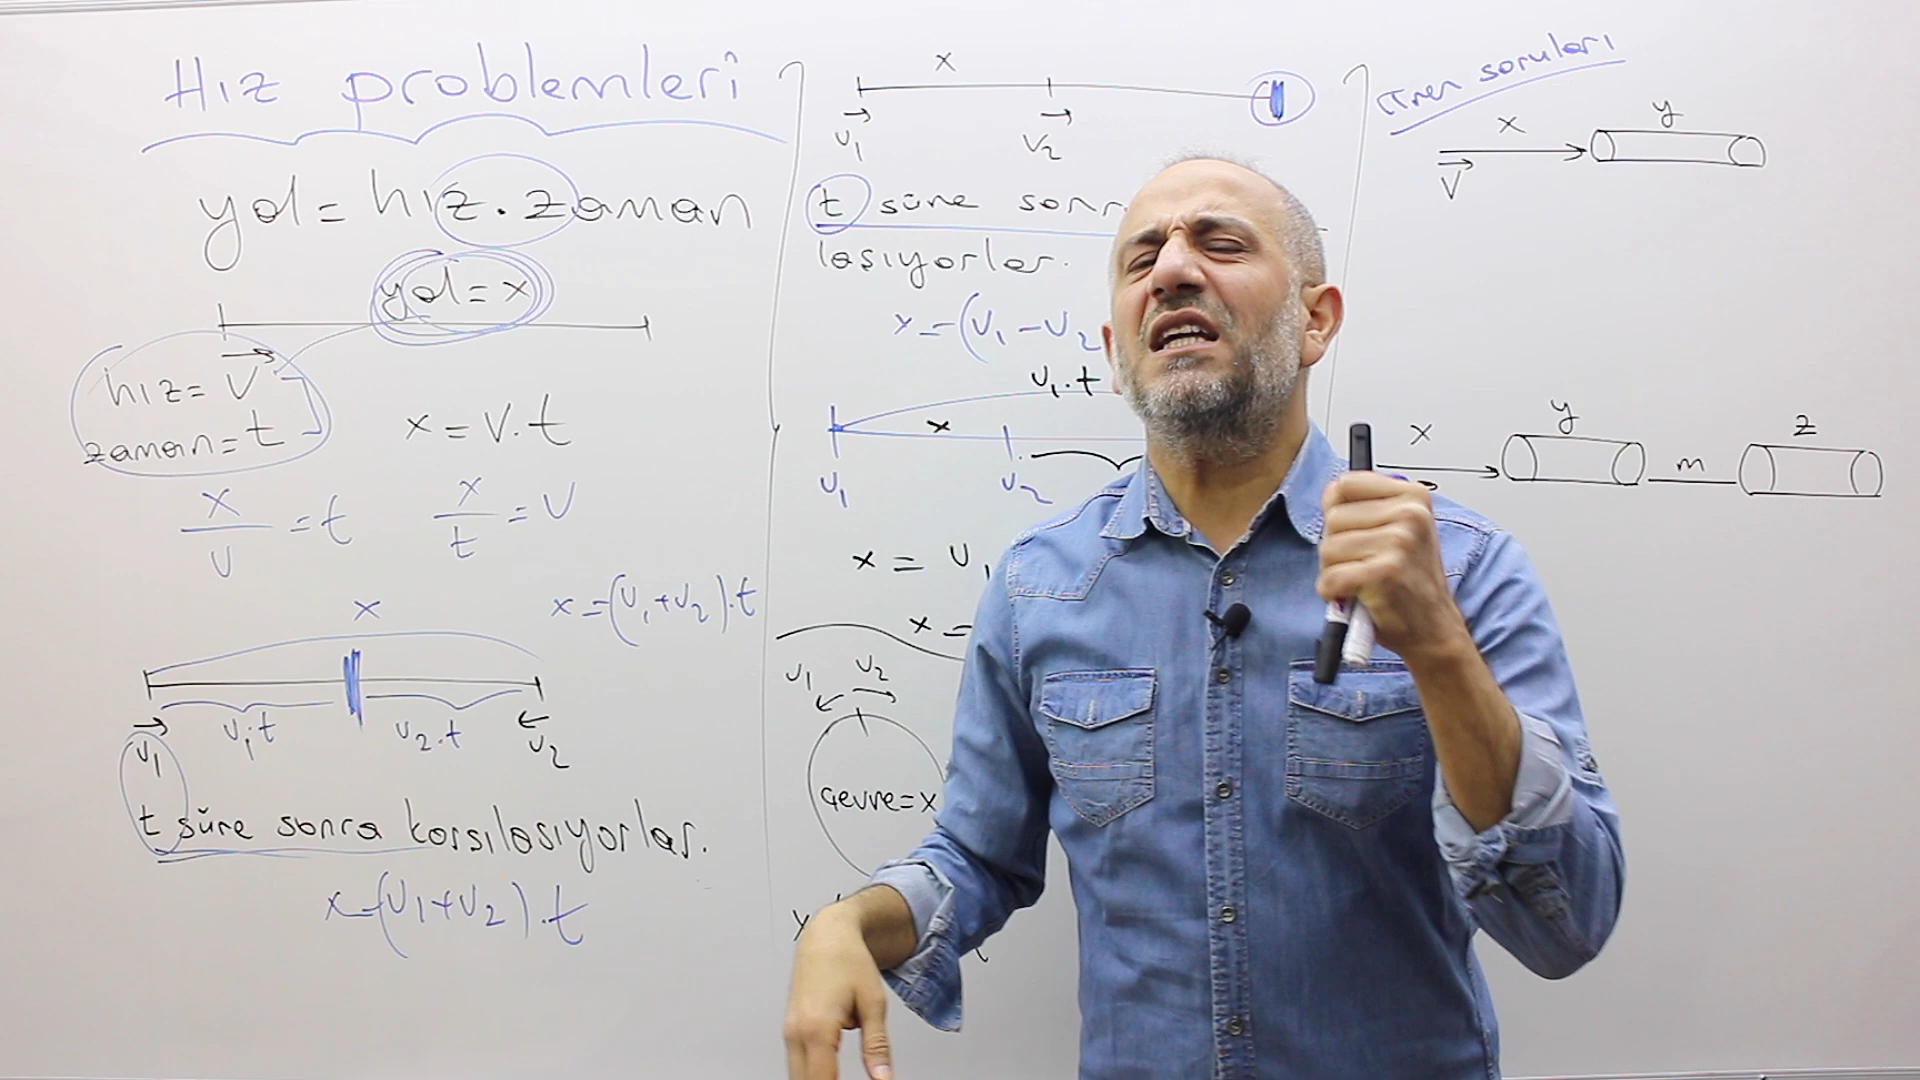 Hız problemleri
yol = hız . zaman
yol = x
hız = V
zaman = t
x = V.t
x/V = t
x/t = V
x
x = (V₁+V₂).t
V₁.t
V₂.t
V₁
V₂
t süre sonra karşılaşıyorlar.
x = (V₁+V₂).t
x
V₁
V₂
t süre
laşıyorlar.
x = (V₁ - V₂
V₁.t
x
V₁
V₂
x = V₁
x =
V₁
V₂
Çevre = x
Tren soruları
x
y
V
x
y
m
z